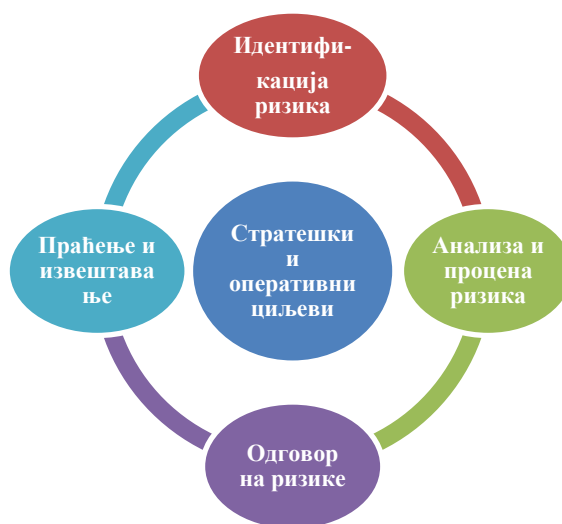 Идентифи-
кација
ризика
Праћење и
извештава
ње
Стратешки
и
оперативни
циљеви
Анализа и
процена
ризика
Одговор
на ризике